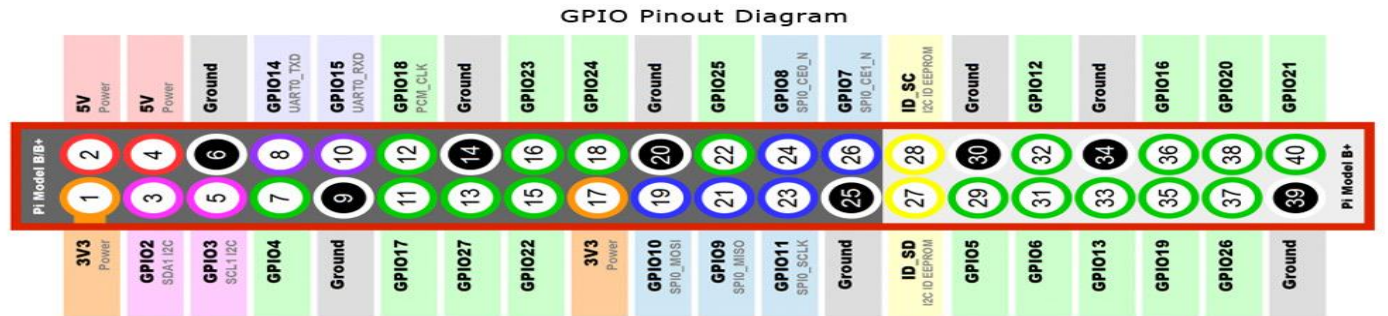 GPIO Pinout Diagram
5V
Power
5V
Power
Ground
GPIO14
UART0_TXD
GPIO15
UART0_RXD
GPIO18
PCM_CLK
Ground
GPIO23
GPIO24
Ground
GPIO25
GPIO8
SPI0_CE0_N
GPIO7
SPI0_CE1_N
ID_SC
I2C ID EEPROM
Ground
GPIO12
Ground
GPIO16
GPIO20
GPIO21
Pi Model B/B+
2 4 6 8 10 12 14 16 18 20 22 24 26 28 30 32 34 36 38 40
1 3 5 7 9 11 13 15 17 19 21 23 25 27 29 31 33 35 37 39
Pi Model B+
3V3
Power
GPIO2
SDA1 I2C
GPIO3
SCL1 I2C
GPIO4
Ground
GPIO17
GPIO27
GPIO22
3V3
Power
GPIO10
SPI0_MOSI
GPIO9
SPI0_MISO
GPIO11
SPI0_SCLK
Ground
ID_SD
I2C ID EEPROM
GPIO5
GPIO6
GPIO13
GPIO19
GPIO26
Ground